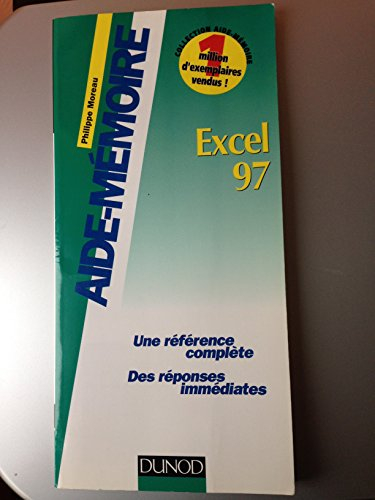 Philippe Moreau
AIDE-MÉMOIRE
COLLECTION AIDE-MÉMOIRE
1
million
d'exemplaires
vendus !
Excel
97
Une référence
complète
Des réponses
immédiates
DUNOD